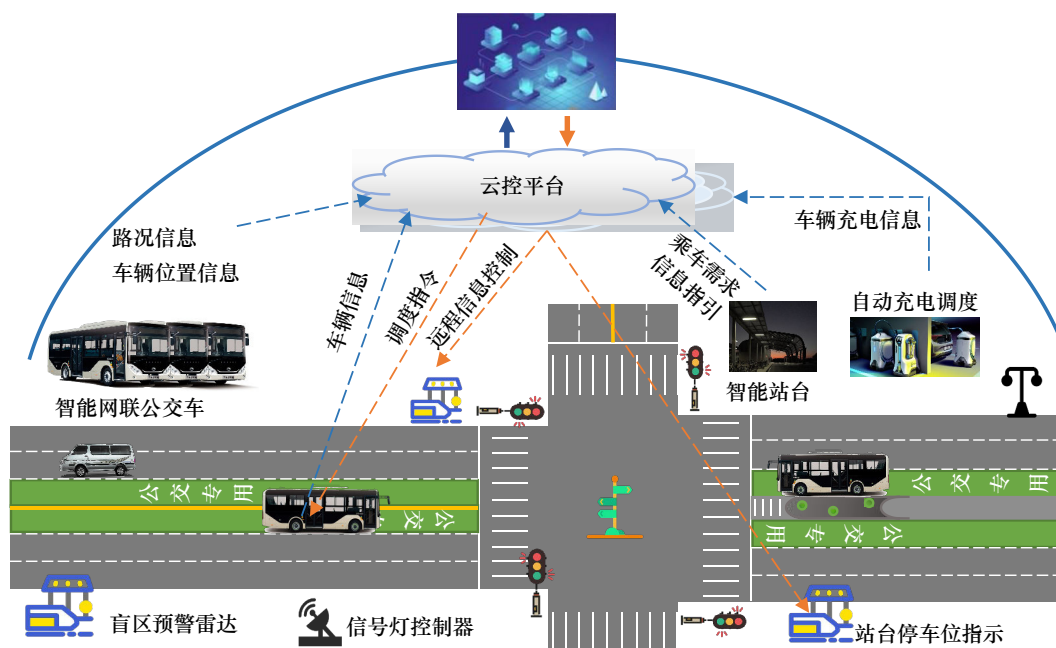 云控平台
路况信息
车辆位置信息
车辆信息
调度指令
远程信息控制
乘车需求
信息指引
车辆充电信息
自动充电调度
智能网联公交车
智能站台
公交专用
公交
公交专用
公交专用
盲区预警雷达
信号灯控制器
站台停车位指示